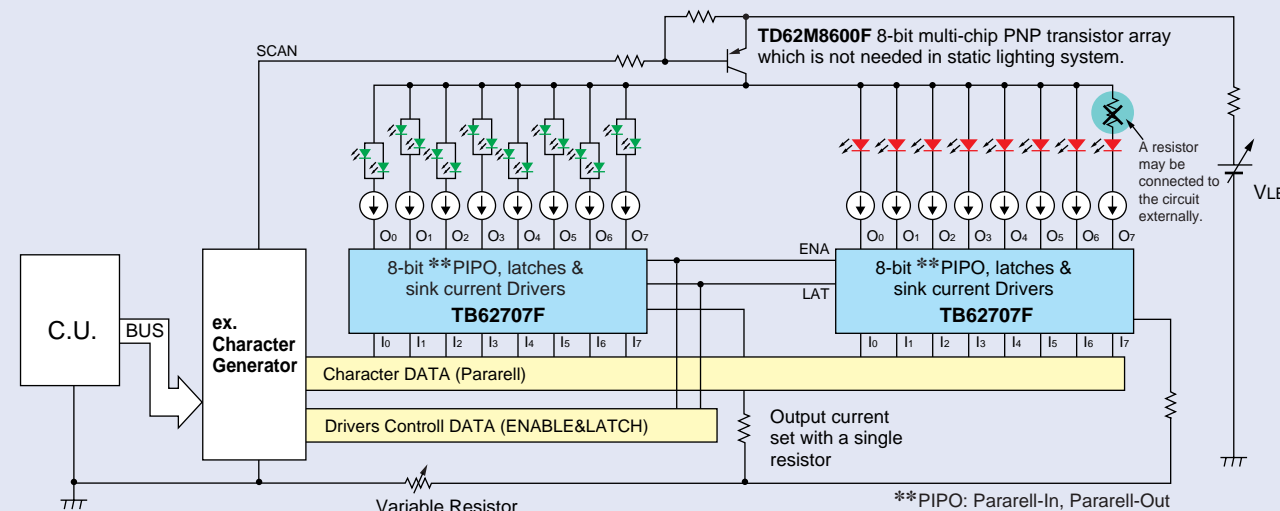 TD62M8600F 8-bit multi-chip PNP transistor array
which is not needed in static lighting system.
SCAN
A resistor
may be
connected to
the circuit
externally.
VLE
O0 O1 O2 O3 O4 O5 O6 O7
O0 O1 O2 O3 O4 O5 O6 O7
ENA
LAT
8-bit **PIPO, latches &
sink current Drivers
TB62707F
8-bit **PIPO, latches &
sink current Drivers
TB62707F
I0 I1 I2 I3 I4 I5 I6 I7
I0 I1 I2 I3 I4 I5 I6 I7
C.U.
BUS
ex.
Character
Generator
Character DATA (Pararell)
Drivers Controll DATA (ENABLE&LATCH)
Output current
set with a single
resistor
Variable Resistor
**PIPO: Pararell-In, Pararell-Out